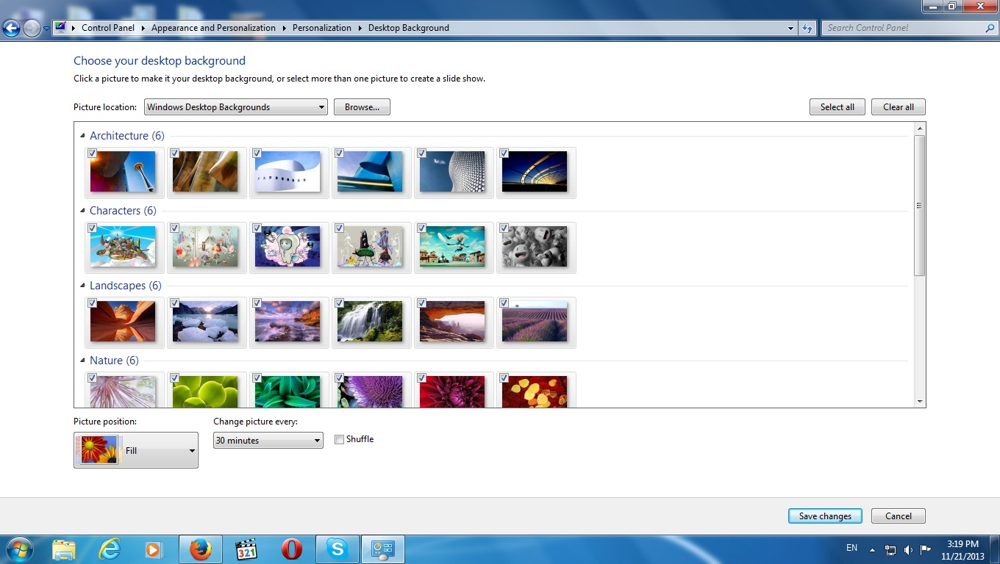 Control Panel Appearance and Personalization Personalization Desktop Background
Search Control Panel
Choose your desktop background
Click a picture to make it your desktop background, or select more than one picture to create a slide show.
Picture location: Windows Desktop Backgrounds Browse... Select all Clear all
Architecture (6)
Characters (6)
Landscapes (6)
Nature (6)
Picture position: Change picture every:
Fill 30 minutes Shuffle
Save changes Cancel
321
EN 3:19 PM
11/21/2013